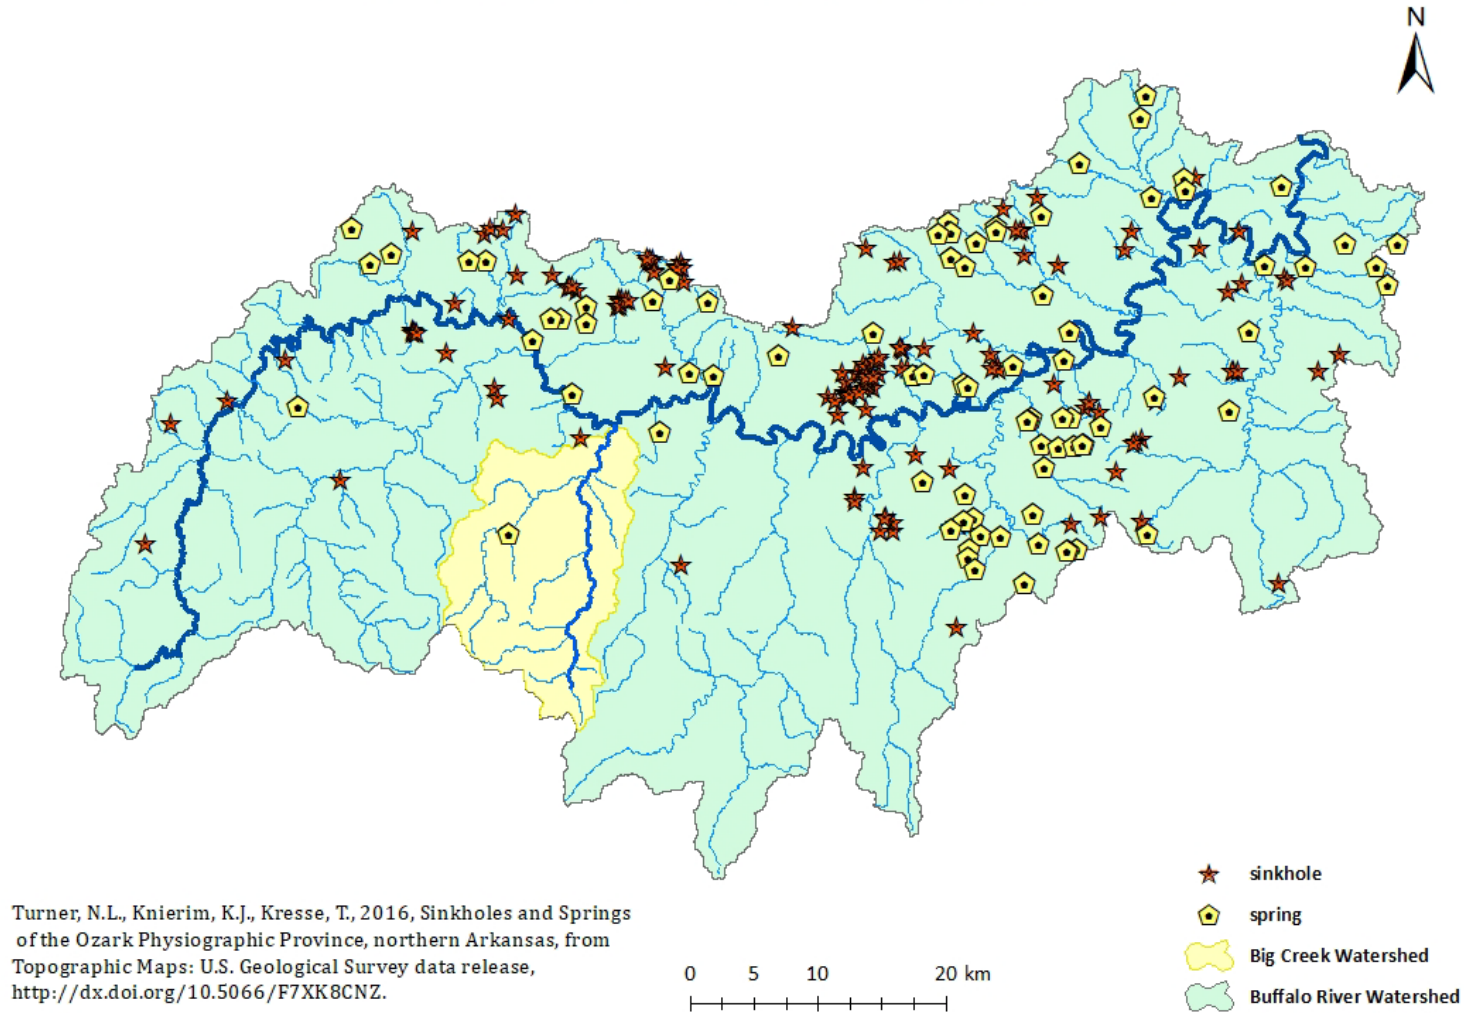 N
sinkhole
spring
Big Creek Watershed
Buffalo River Watershed
Turner, N.L., Knierim, K.J., Kresse, T., 2016, Sinkholes and Springs
of the Ozark Physiographic Province, northern Arkansas, from
Topographic Maps: U.S. Geological Survey data release,
http://dx.doi.org/10.5066/F7XK8CNZ.
0 5 10 20 km